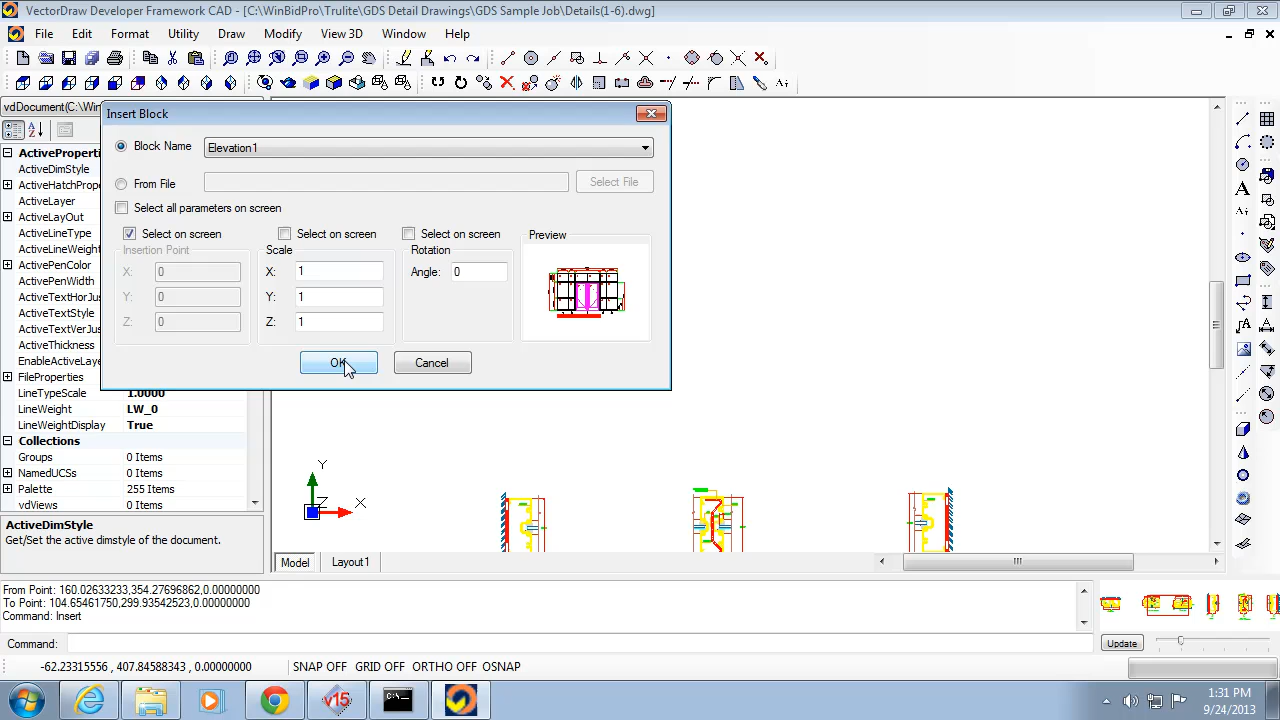 VectorDraw Developer Framework CAD - [C:\WinBidPro\Trulite\GDS Detail Drawings\GDS Sample Job\Details(1-6).dwg]
File Edit Format Utility Draw Modify View 3D Window Help
vdDocument(C:\Win
Insert Block
Block Name Elevation1
From File Select File
Select all parameters on screen
Select on screen Select on screen Select on screen
Insertion Point Scale Rotation Preview
X: 0 X: 1 Angle: 0
Y: 0 Y: 1
Z: 0 Z: 1
OK Cancel
ActiveProperti
ActiveDimStyle
ActiveHatchProp
ActiveLayer
ActiveLayOut
ActiveLineType
ActiveLineWeight
ActivePenColor
ActivePenWidth
ActiveTextHorJus
ActiveTextStyle
ActiveTextVerJus
ActiveThickness
EnableActiveLaye
FileProperties
LineTypeScale 1.0000
LineWeight LW_0
LineWeightDisplay True
Collections
Groups 0 Items
NamedUCSs 0 Items
Palette 255 Items
vdViews 0 Items
ActiveDimStyle
Get/Set the active dimstyle of the document.
Y
Z X
Model Layout1
From Point: 160.02633233,354.27696862,0.00000000
To Point: 104.65461750,299.93542523,0.00000000
Command: Insert
Command:
Update
-62.23315556 , 407.84588343 , 0.00000000 SNAP OFF GRID OFF ORTHO OFF OSNAP
v15
C:\
1:31 PM
9/24/2013